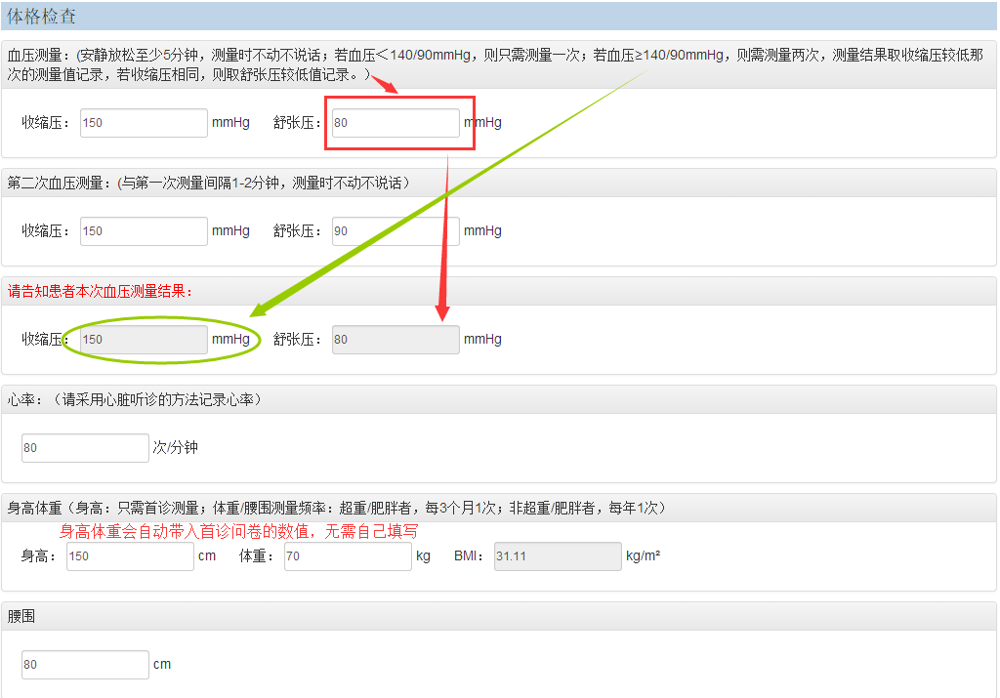 体格检查
血压测量：(安静放松至少5分钟，测量时不动不说话；若血压＜140/90mmHg，则只需测量一次；若血压≥140/90mmHg，则需测量两次，测量结果取收缩压较低那
次的测量值记录，若收缩压相同，则取舒张压较低值记录。）
收缩压： 150 mmHg 舒张压： 80 mmHg
第二次血压测量：(与第一次测量间隔1-2分钟，测量时不动不说话）
收缩压： 150 mmHg 舒张压： 90 mmHg
请告知患者本次血压测量结果：
收缩压： 150 mmHg 舒张压： 80 mmHg
心率：（请采用心脏听诊的方法记录心率）
80 次/分钟
身高体重（身高：只需首诊测量；体重/腰围测量频率：超重/肥胖者，每3个月1次；非超重/肥胖者，每年1次）
身高体重会自动带入首诊问卷的数值，无需自己填写
身高： 150 cm 体重： 70 kg BMI： 31.11 kg/m²
腰围
80 cm